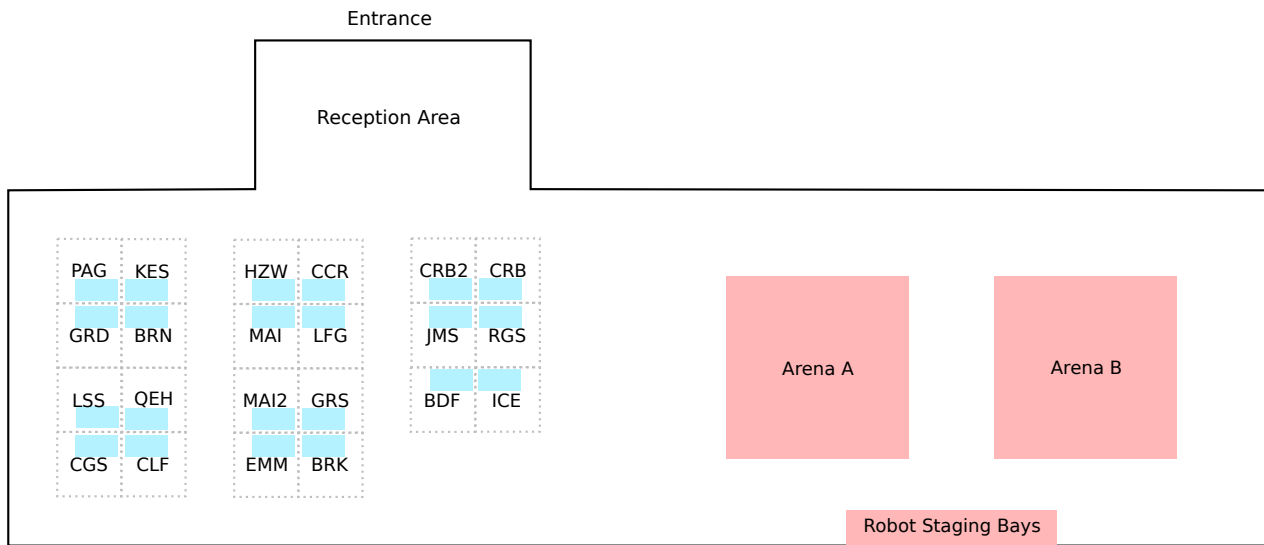 Entrance
Reception Area
PAG KES HZW CCR CRB2 CRB
GRD BRN MAI LFG JMS RGS
Arena A Arena B
LSS QEH MAI2 GRS BDF ICE
CGS CLF EMM BRK
Robot Staging Bays